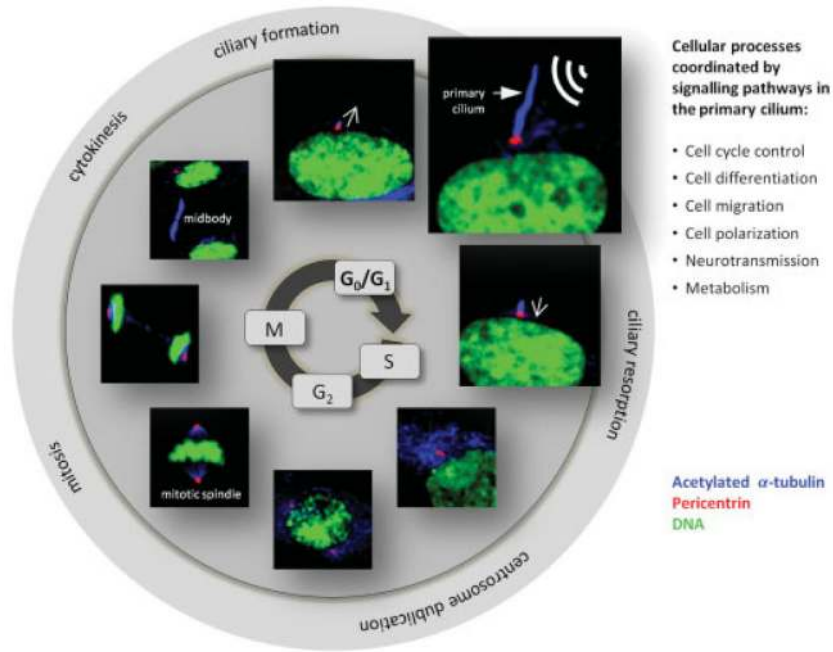 ciliary formation
cytokinesis
mitosis
centrosome dublication
ciliary resorption
primary
cilium
midbody
mitotic spindle
G₀/G₁
M
S
G₂
Cellular processes
coordinated by
signalling pathways in
the primary cilium:
• Cell cycle control
• Cell differentiation
• Cell migration
• Cell polarization
• Neurotransmission
• Metabolism
Acetylated α-tubulin
Pericentrin
DNA